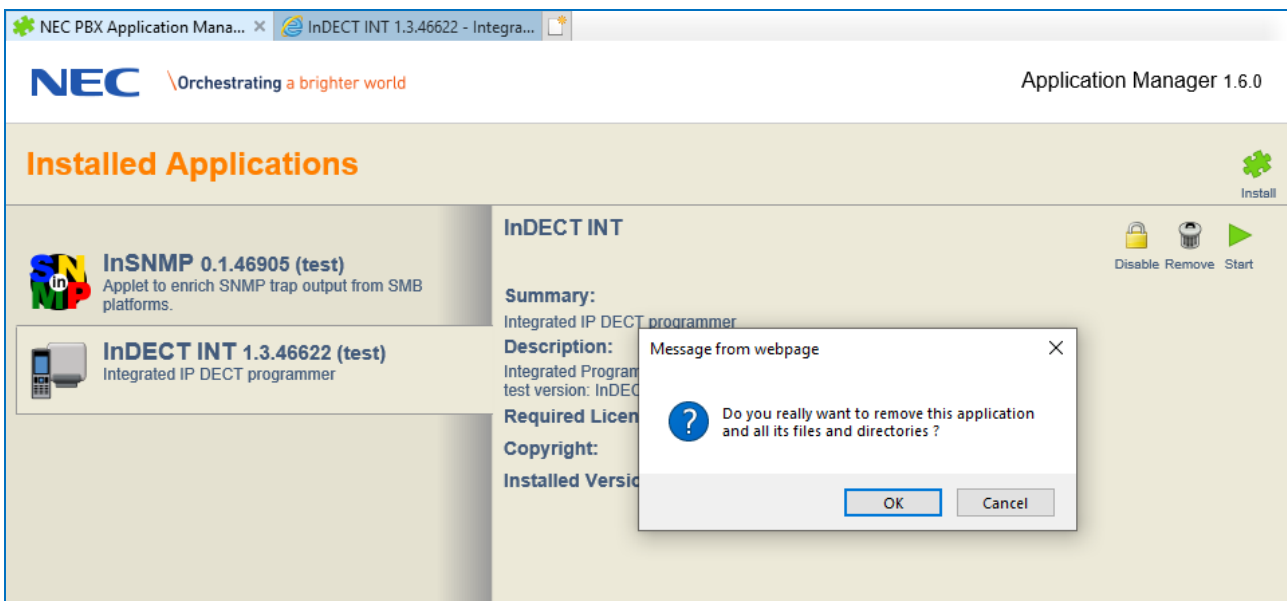 NEC PBX Application Mana...
InDECT INT 1.3.46622 - Integra...
NEC
\Orchestrating a brighter world
Application Manager 1.6.0
Installed Applications
Install
InSNMP 0.1.46905 (test)
Applet to enrich SNMP trap output from SMB
platforms.
SN
in
MP
InDECT INT 1.3.46622 (test)
Integrated IP DECT programmer
InDECT INT
Disable Remove Start
Summary:
Integrated IP DECT programmer
Description:
Integrated Program
test version: InDEC
Required Licen
Copyright:
Installed Versio
Message from webpage
Do you really want to remove this application
and all its files and directories ?
OK
Cancel